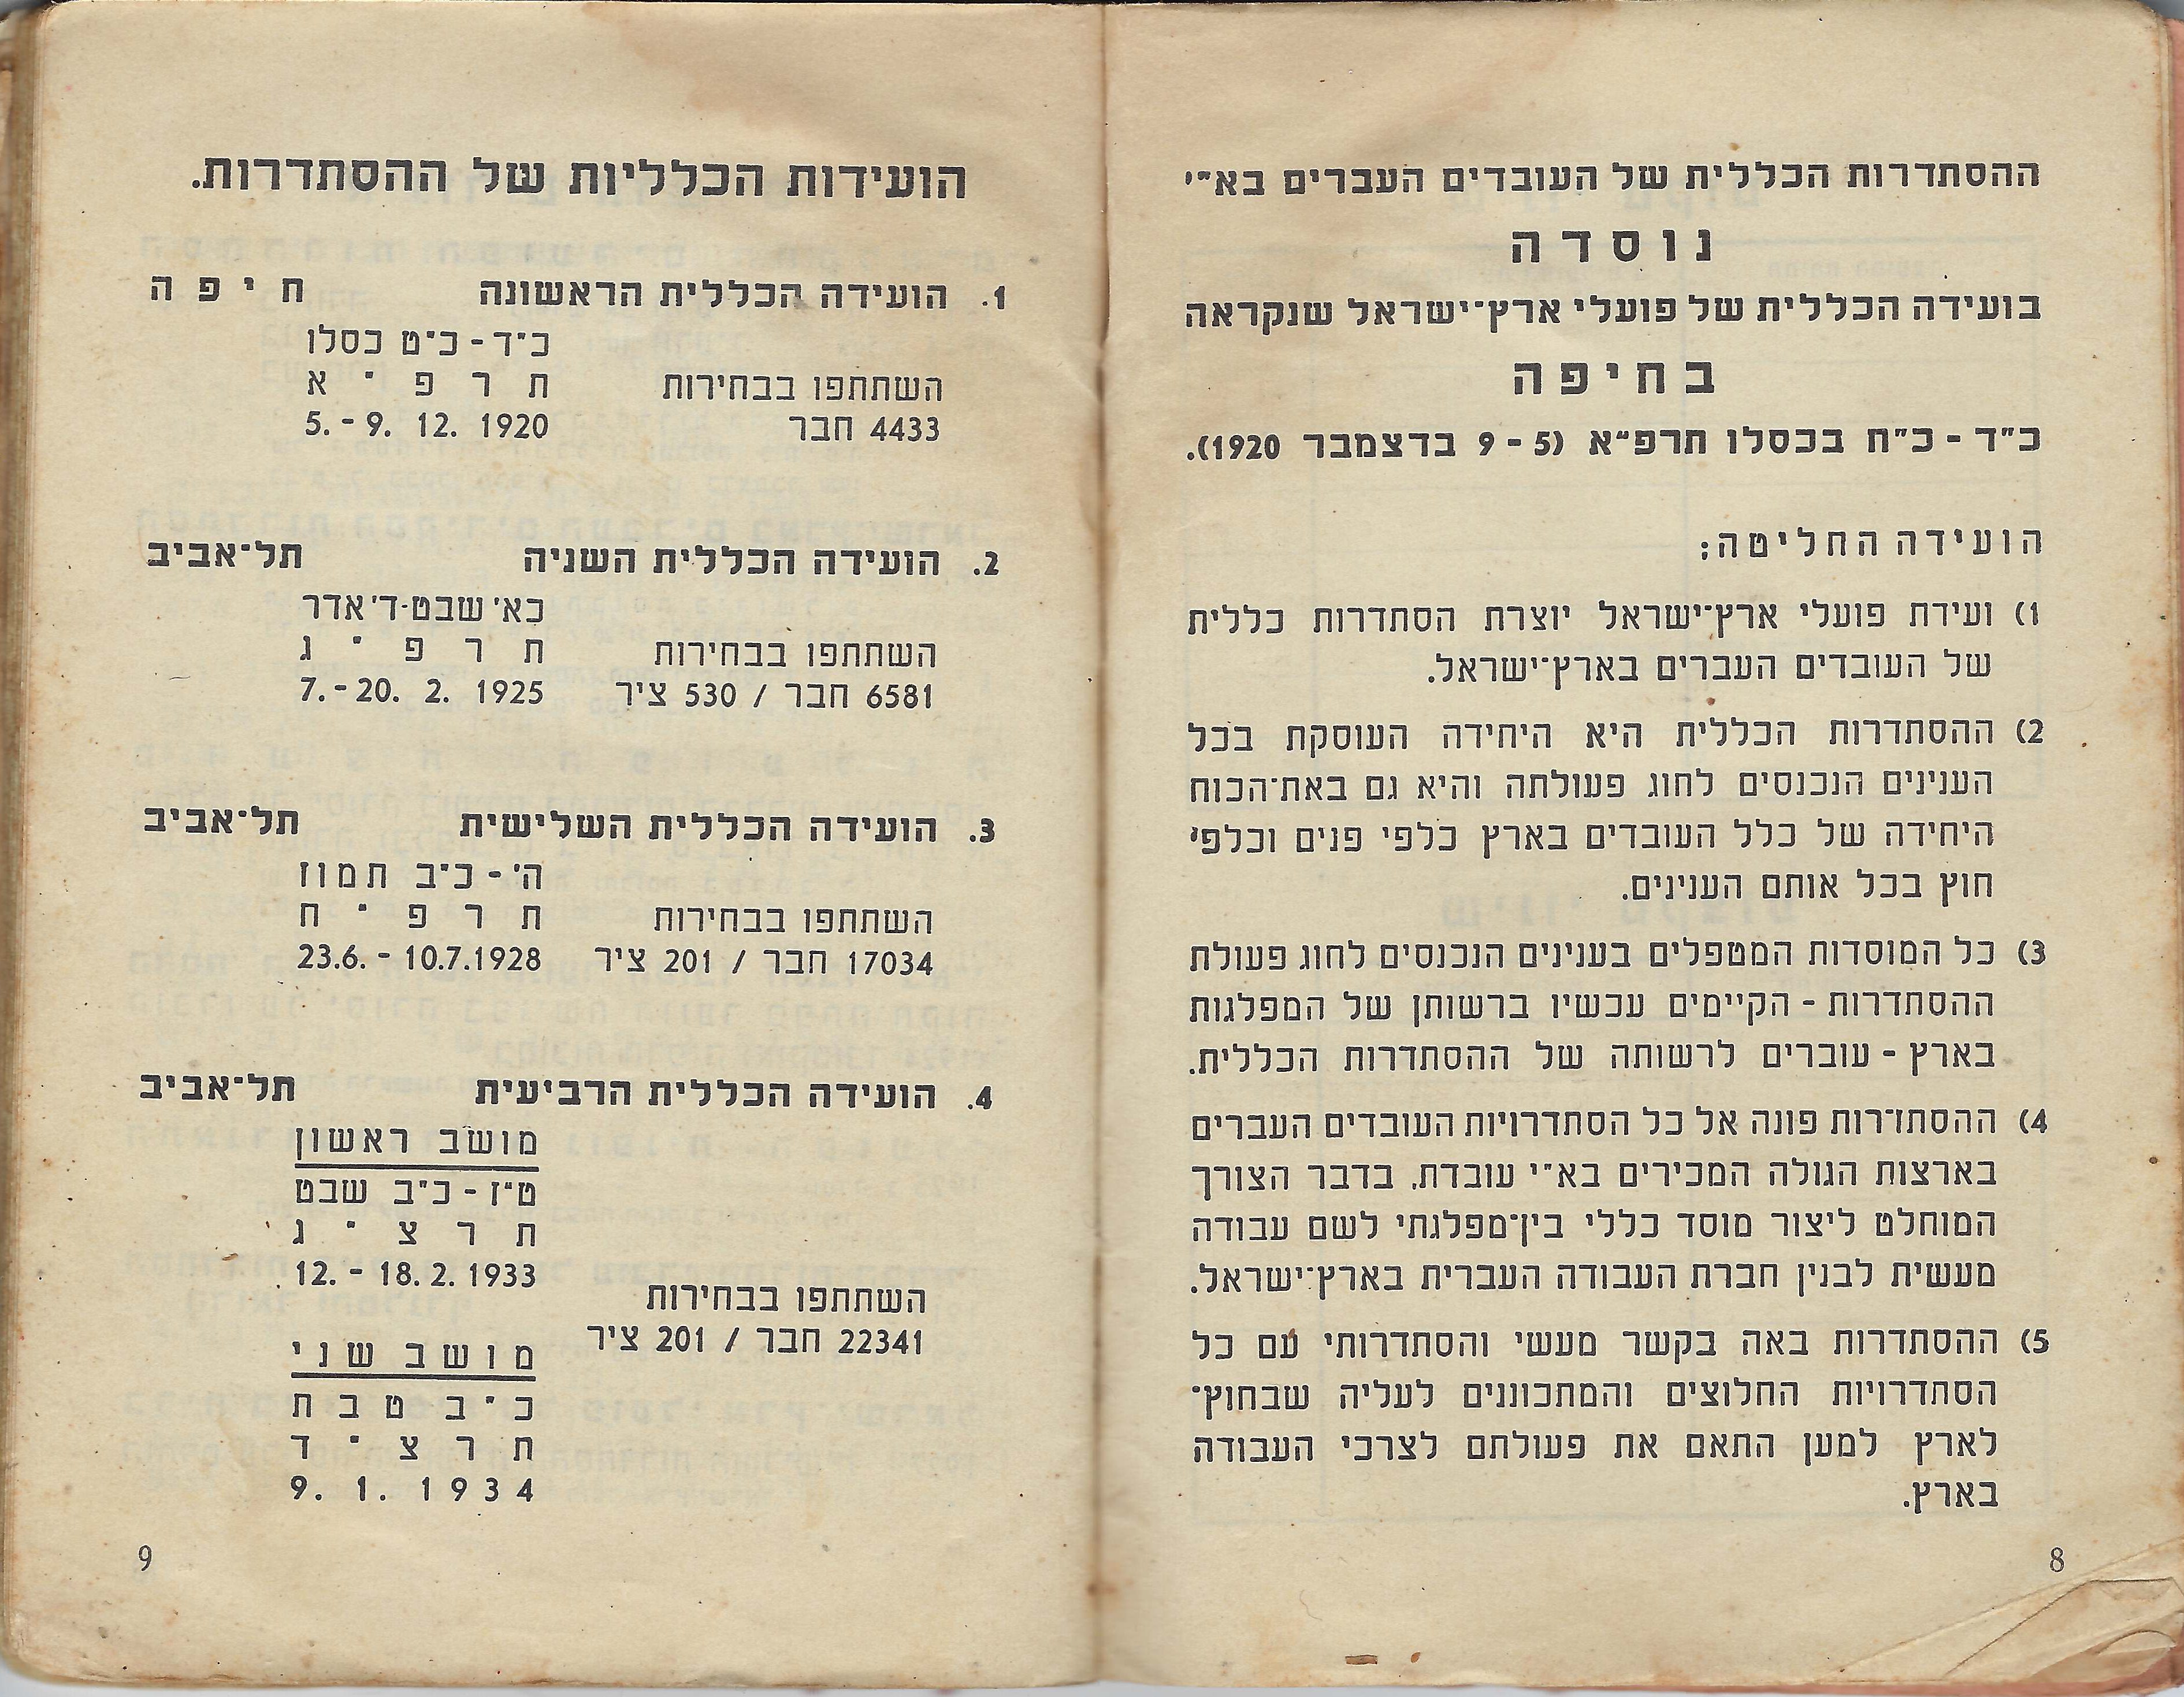 ההסתדרות הכללית של העובדים העברים בא״י
נוסדה
בועידה הכללית של פועלי ארץ־ישראל שנקראה
בחיפה
כ״ד - כ״ח בכסלו תרפ״א (5 - 9 בדצמבר 1920).
הועידה החליטה:
1) ועידת פועלי ארץ־ישראל יוצרת הסתדרות כללית
של העובדים העברים בארץ־ישראל.
2) ההסתדרות הכללית היא היחידה העוסקת בכל
הענינים הנכנסים לחוג פעולתה והיא גם באת־הכוח
היחידה של כלל העובדים בארץ כלפי פנים וכלפי
חוץ בכל אותם הענינים.
3) כל המוסדות המטפלים בענינים הנכנסים לחוג פעולת
ההסתדרות - הקיימים עכשיו ברשותן של המפלגות
בארץ - עוברים לרשותה של ההסתדרות הכללית.
4) ההסתדרות פונה אל כל הסתדרויות העובדים העברים
בארצות הגולה המכירים בא״י עובדת, בדבר הצורך
המוחלט ליצור מוסד כללי בין־מפלגתי לשם עבודה
מעשית לבנין חברת העבודה העברית בארץ־ישראל.
5) ההסתדרות באה בקשר מעשי והסתדרותי עם כל
הסתדרויות החלוצים והמתכוננים לעליה שבחוץ־
לארץ למען התאם את פעולתם לצרכי העבודה
בארץ.
8
הועידות הכלליות של ההסתדרות.
1. הועידה הכללית הראשונה חיפה
כ״ד - כ״ט כסלו
השתתפו בבחירות תרפ״א
4433 חבר 5. - 9. 12. 1920
2. הועידה הכללית השניה תל־אביב
כא׳ שבט-ד׳ אדר
השתתפו בבחירות תרפ״ג
6581 חבר / 530 ציר 7. - 20. 2. 1925
3. הועידה הכללית השלישית תל־אביב
ה׳ - כ״ב תמוז
השתתפו בבחירות תרפ״ח
17034 חבר / 201 ציר 23.6. - 10.7.1928
4. הועידה הכללית הרביעית תל־אביב
מושב ראשון
ט״ז - כ״ב שבט
תרצ״ג
12. - 18. 2. 1933
השתתפו בבחירות
22341 חבר / 201 ציר
מושב שני
כ״ב טבת
תרצ״ד
9. 1. 1934
9